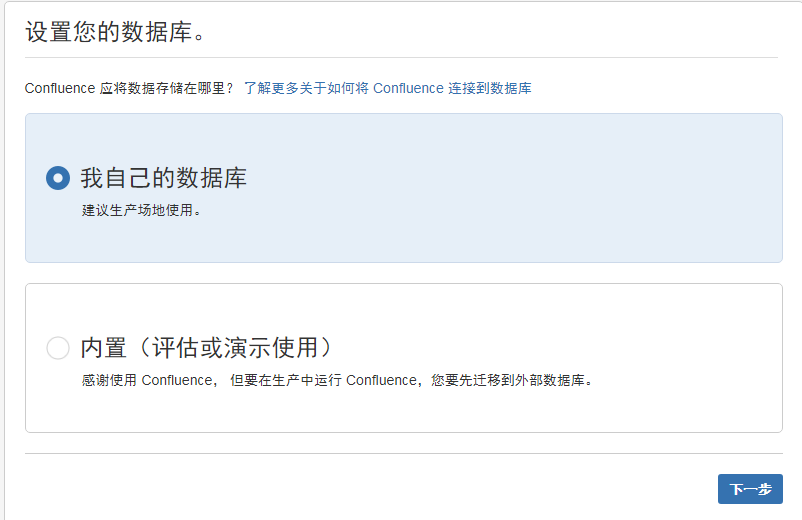 设置您的数据库。
Confluence 应将数据存储在哪里？ 了解更多关于如何将 Confluence 连接到数据库
我自己的数据库
建议生产场地使用。
内置（评估或演示使用）
感谢使用 Confluence， 但要在生产中运行 Confluence，您要先迁移到外部数据库。
下一步